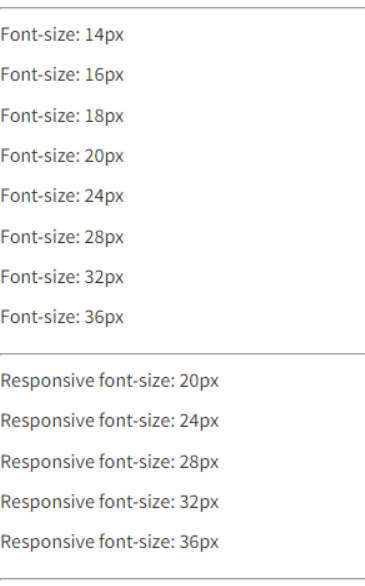 Font-size: 14px
Font-size: 16px
Font-size: 18px
Font-size: 20px
Font-size: 24px
Font-size: 28px
Font-size: 32px
Font-size: 36px
Responsive font-size: 20px
Responsive font-size: 24px
Responsive font-size: 28px
Responsive font-size: 32px
Responsive font-size: 36px